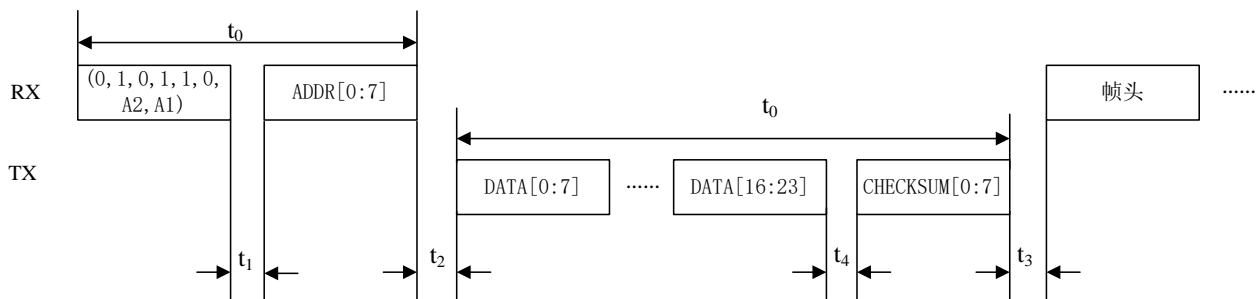 t0
RX
(0,1,0,1,1,0,
A2,A1)
ADDR[0:7]
帧头
……
t0
TX
DATA[0:7]
……
DATA[16:23]
CHECKSUM[0:7]
t1
t2
t4
t3